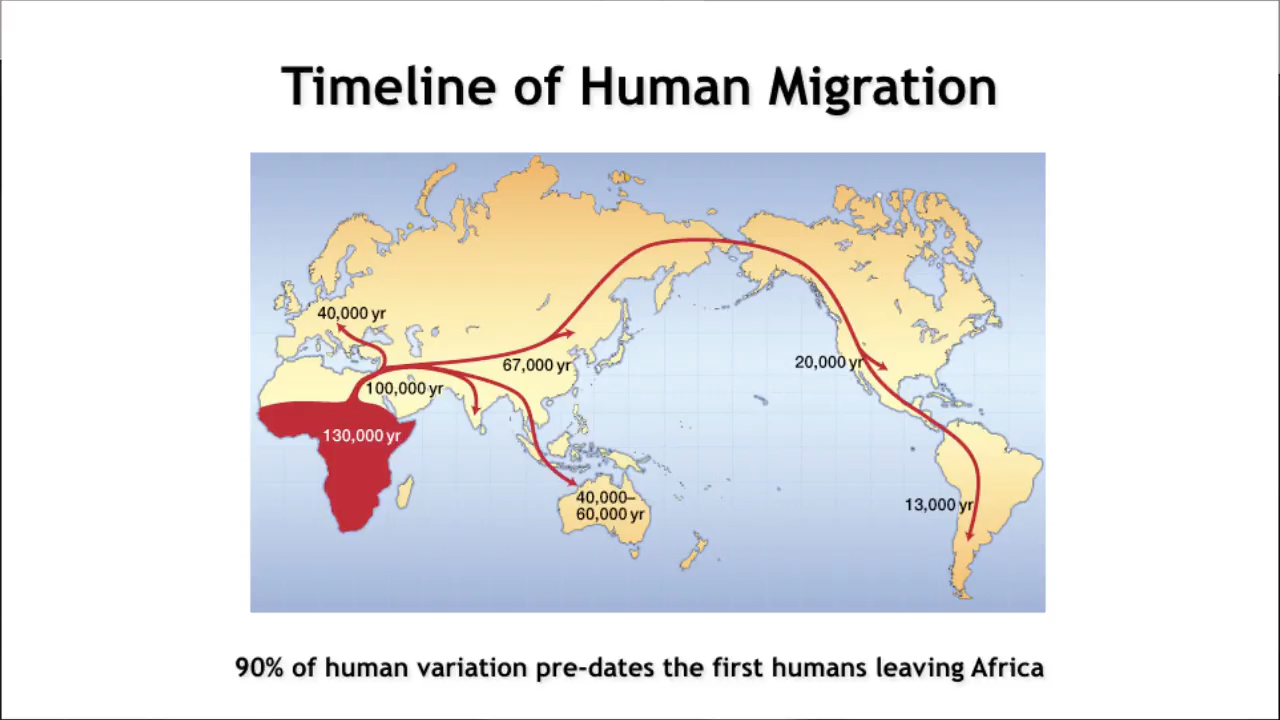 Timeline of Human Migration
40,000 yr
67,000 yr
20,000 yr
100,000 yr
130,000 yr
40,000–
60,000 yr
13,000 yr
90% of human variation pre-dates the first humans leaving Africa